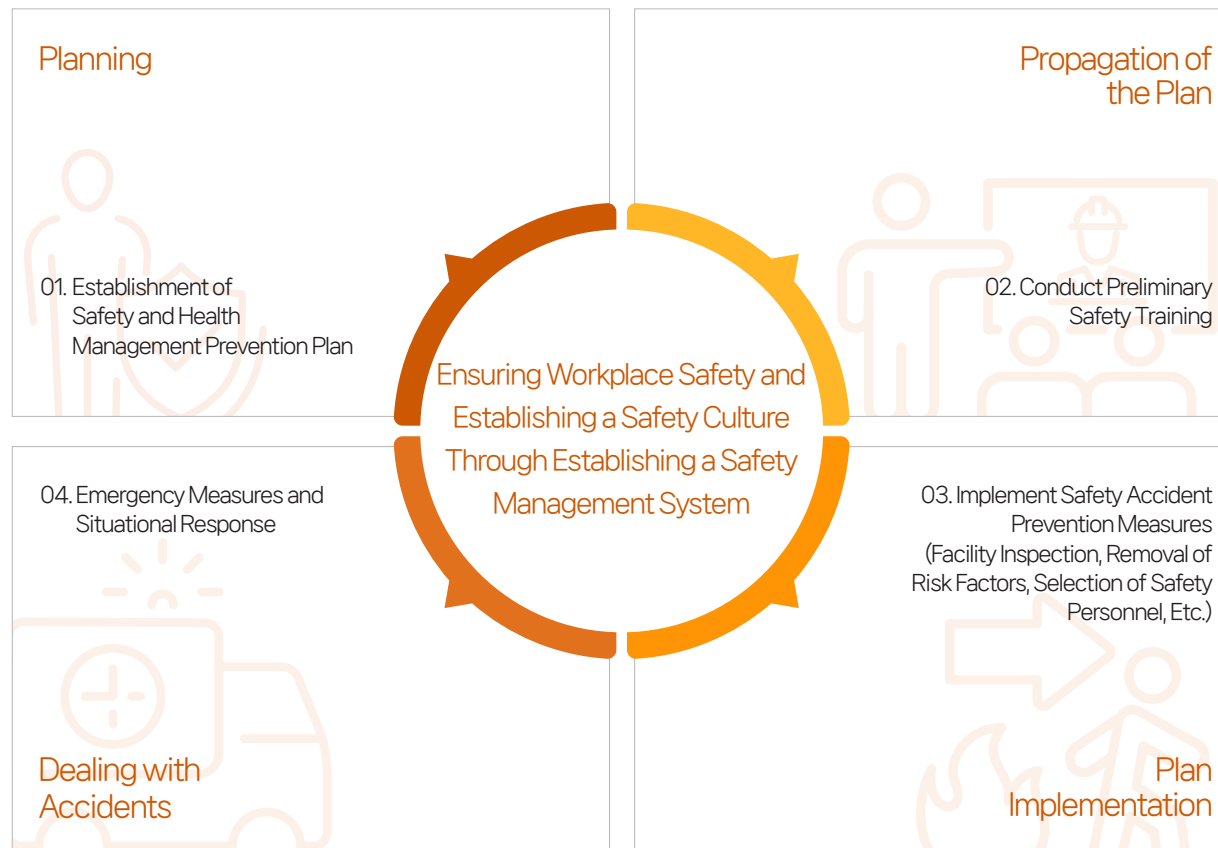 Planning
01. Establishment of
Safety and Health
Management Prevention Plan
Propagation of
the Plan
02. Conduct Preliminary
Safety Training
Ensuring Workplace Safety and
Establishing a Safety Culture
Through Establishing a Safety
Management System
03. Implement Safety Accident
Prevention Measures
(Facility Inspection, Removal of
Risk Factors, Selection of Safety
Personnel, Etc.)
Plan
Implementation
04. Emergency Measures and
Situational Response
Dealing with
Accidents